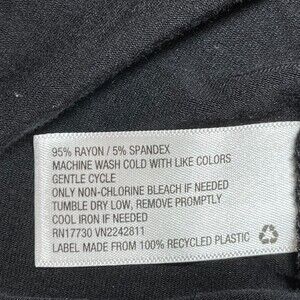 95% RAYON / 5% SPANDEX
MACHINE WASH COLD WITH LIKE COLORS
GENTLE CYCLE
ONLY NON-CHLORINE BLEACH IF NEEDED
TUMBLE DRY LOW, REMOVE PROMPTLY
COOL IRON IF NEEDED
RN17730 VN2242811
LABEL MADE FROM 100% RECYCLED PLASTIC